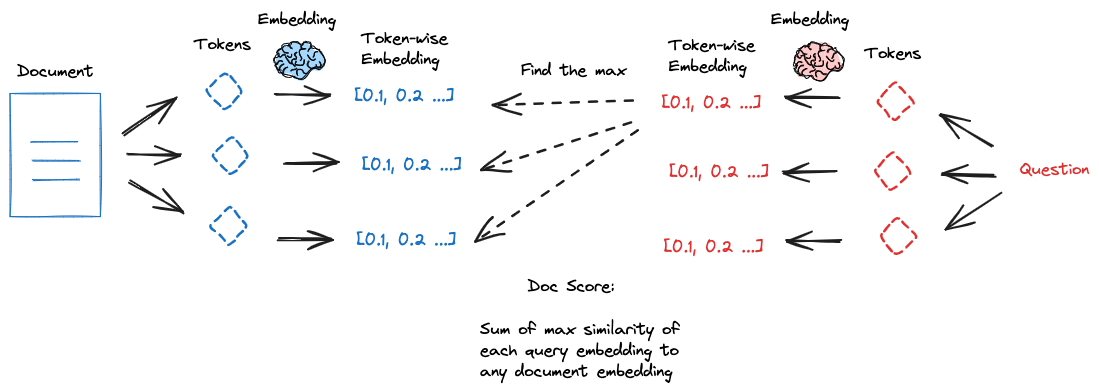 Document
Tokens
Embedding
Token-wise
Embedding
[0.1, 0.2 ...]
[0.1, 0.2 ...]
[0.1, 0.2 ...]
Find the max
Token-wise
Embedding
Embedding
Tokens
[0.1, 0.2 ...]
[0.1, 0.2 ...]
[0.1, 0.2 ...]
Question
Doc Score:
Sum of max similarity of
each query embedding to
any document embedding